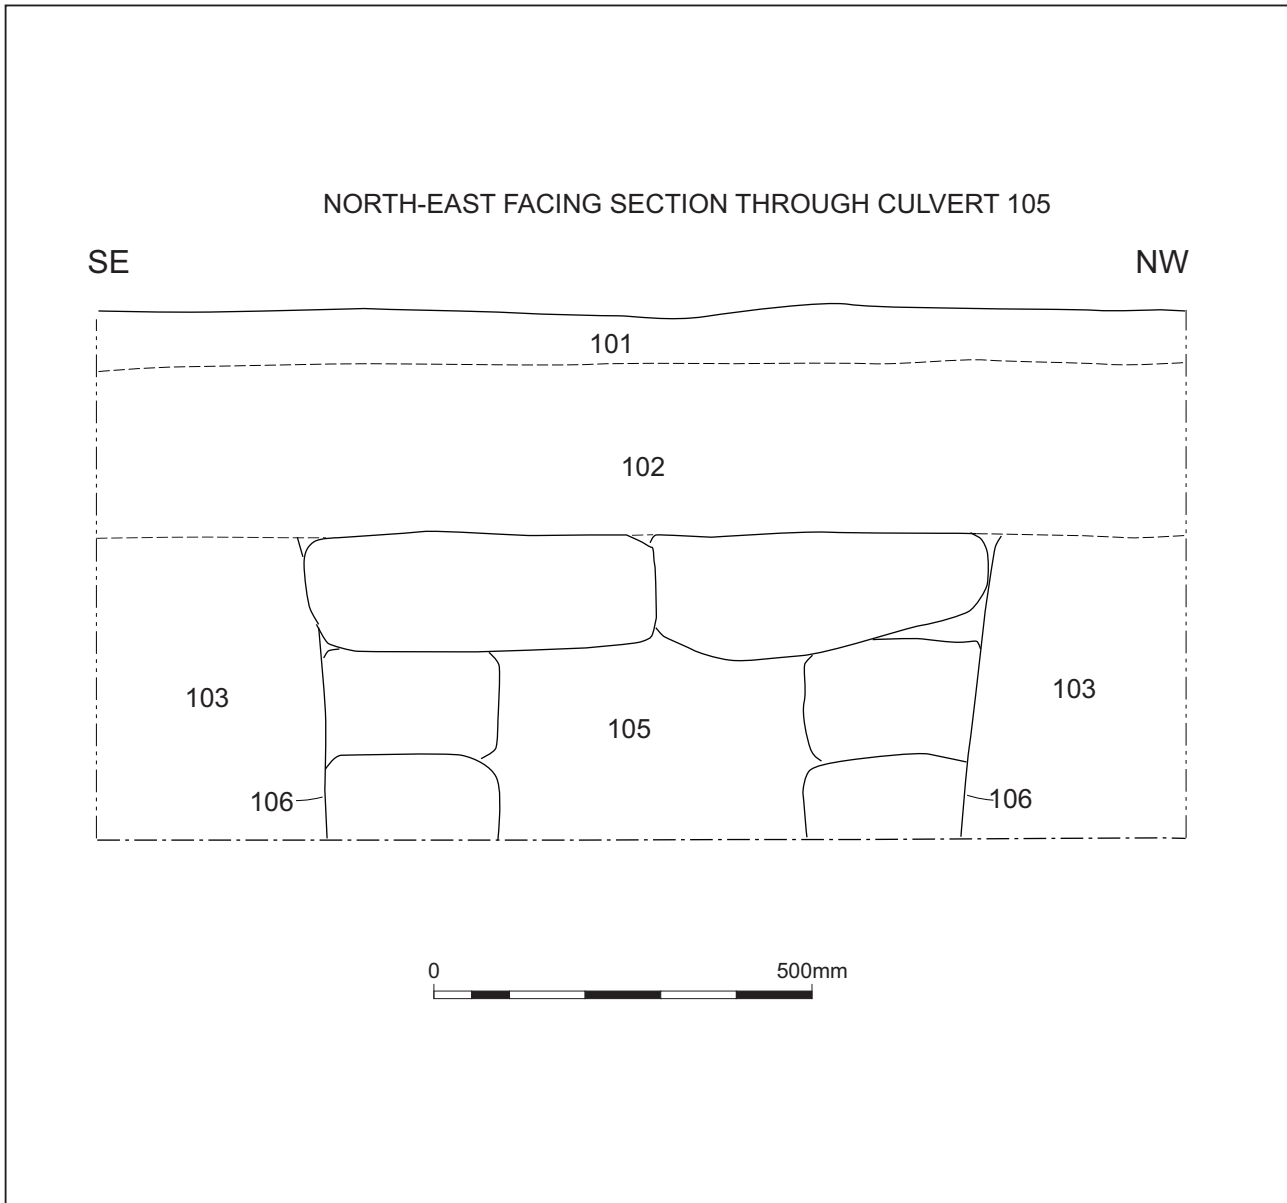 NORTH-EAST FACING SECTION THROUGH CULVERT 105
SE NW
101
102
103 105 103
106 106
0 500mm